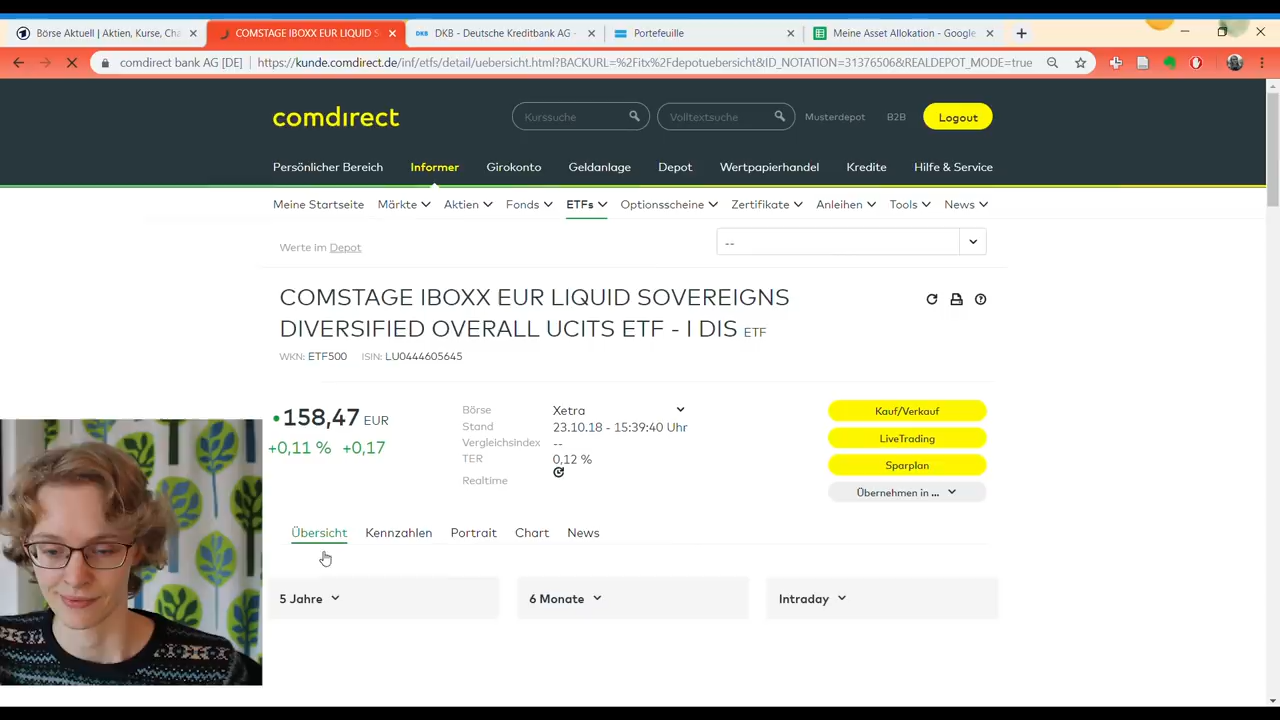 Börse Aktuell | Aktien, Kurse, Cha
COMSTAGE IBOXX EUR LIQUID S
DKB - Deutsche Kreditbank AG -
Portefeuille
Meine Asset Allokation - Google
comdirect bank AG [DE]
https://kunde.comdirect.de/inf/etfs/detail/uebersicht.html?BACKURL=%2Fitx%2Fdepotuebersicht&ID_NOTATION=31376506&REALDEPOT_MODE=true
comdirect
Kurssuche
Volltextsuche
Musterdepot
B2B
Logout
Persönlicher Bereich
Informer
Girokonto
Geldanlage
Depot
Wertpapierhandel
Kredite
Hilfe & Service
Meine Startseite
Märkte
Aktien
Fonds
ETFs
Optionsscheine
Zertifikate
Anleihen
Tools
News
Werte im Depot
--
COMSTAGE IBOXX EUR LIQUID SOVEREIGNS
DIVERSIFIED OVERALL UCITS ETF - I DIS ETF
WKN: ETF500 ISIN: LU0444605645
158,47 EUR
+0,11 % +0,17
Börse Xetra
Stand 23.10.18 - 15:39:40 Uhr
Vergleichsindex --
TER 0,12 %
Realtime
Kauf/Verkauf
LiveTrading
Sparplan
Übernehmen in ...
Übersicht
Kennzahlen
Portrait
Chart
News
5 Jahre
6 Monate
Intraday